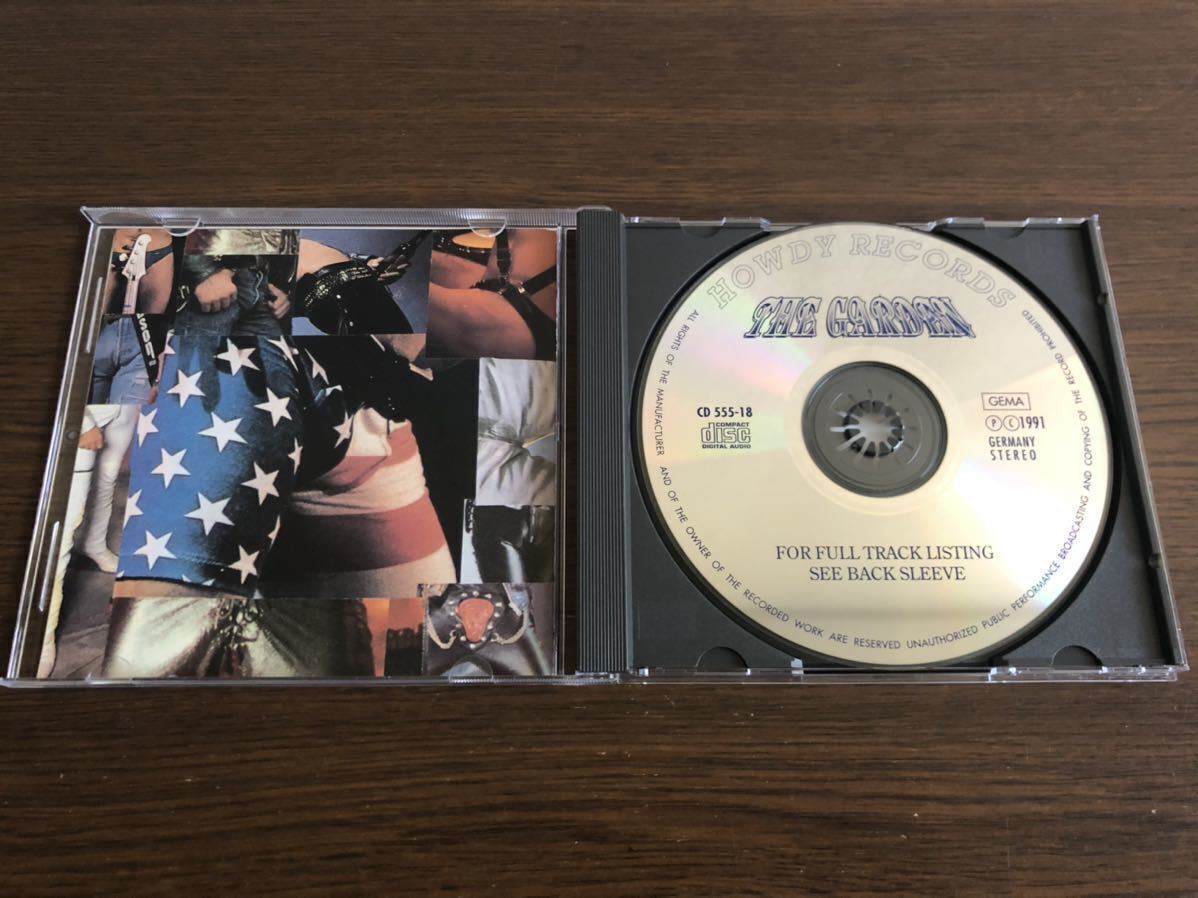 HOWDY RECORDS
THE GARDEN
CD 555-18
COMPACT
disc
DIGITAL AUDIO
GEMA
P C 1991
GERMANY
STEREO
FOR FULL TRACK LISTING
SEE BACK SLEEVE
ALL RIGHTS OF THE MANUFACTURER AND OF THE OWNER OF THE RECORDED WORK ARE RESERVED UNAUTHORIZED PUBLIC PERFORMANCE BROADCASTING AND COPYING OF THE RECORD PROHIBITED